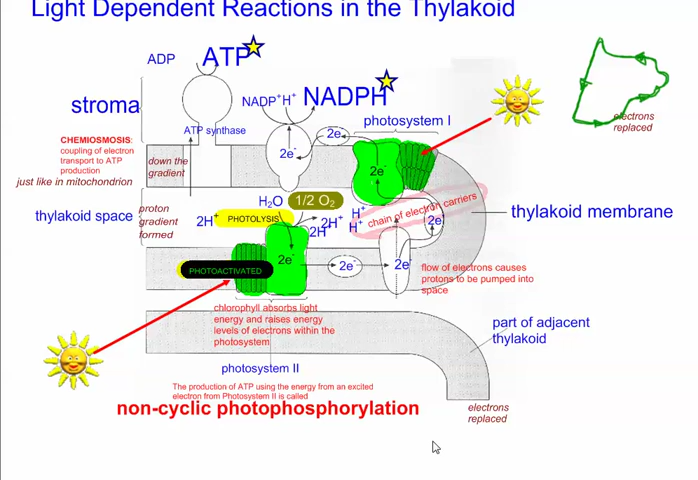 Light Dependent Reactions in the Thylakoid
ADP
ATP
stroma
NADP⁺H⁺
NADPH
ATP synthase
2e
photosystem I
electrons
replaced
CHEMIOSMOSIS:
coupling of electron
transport to ATP
production
just like in mitochondrion
down the
gradient
2e⁻
2e⁻
thylakoid space
proton
gradient
formed
H₂O
1/2 O₂
2H⁺
PHOTOLYSIS
2H⁺
2H⁺
H⁺
H⁺
chain of electron carriers
2e⁻
thylakoid membrane
PHOTOACTIVATED
2e⁻
2e⁻
2e⁻
flow of electrons causes
protons to be pumped into
space
chlorophyll absorbs light
energy and raises energy
levels of electrons within the
photosystem
part of adjacent
thylakoid
photosystem II
The production of ATP using the energy from an excited
electron from Photosystem II is called
non-cyclic photophosphorylation
electrons
replaced